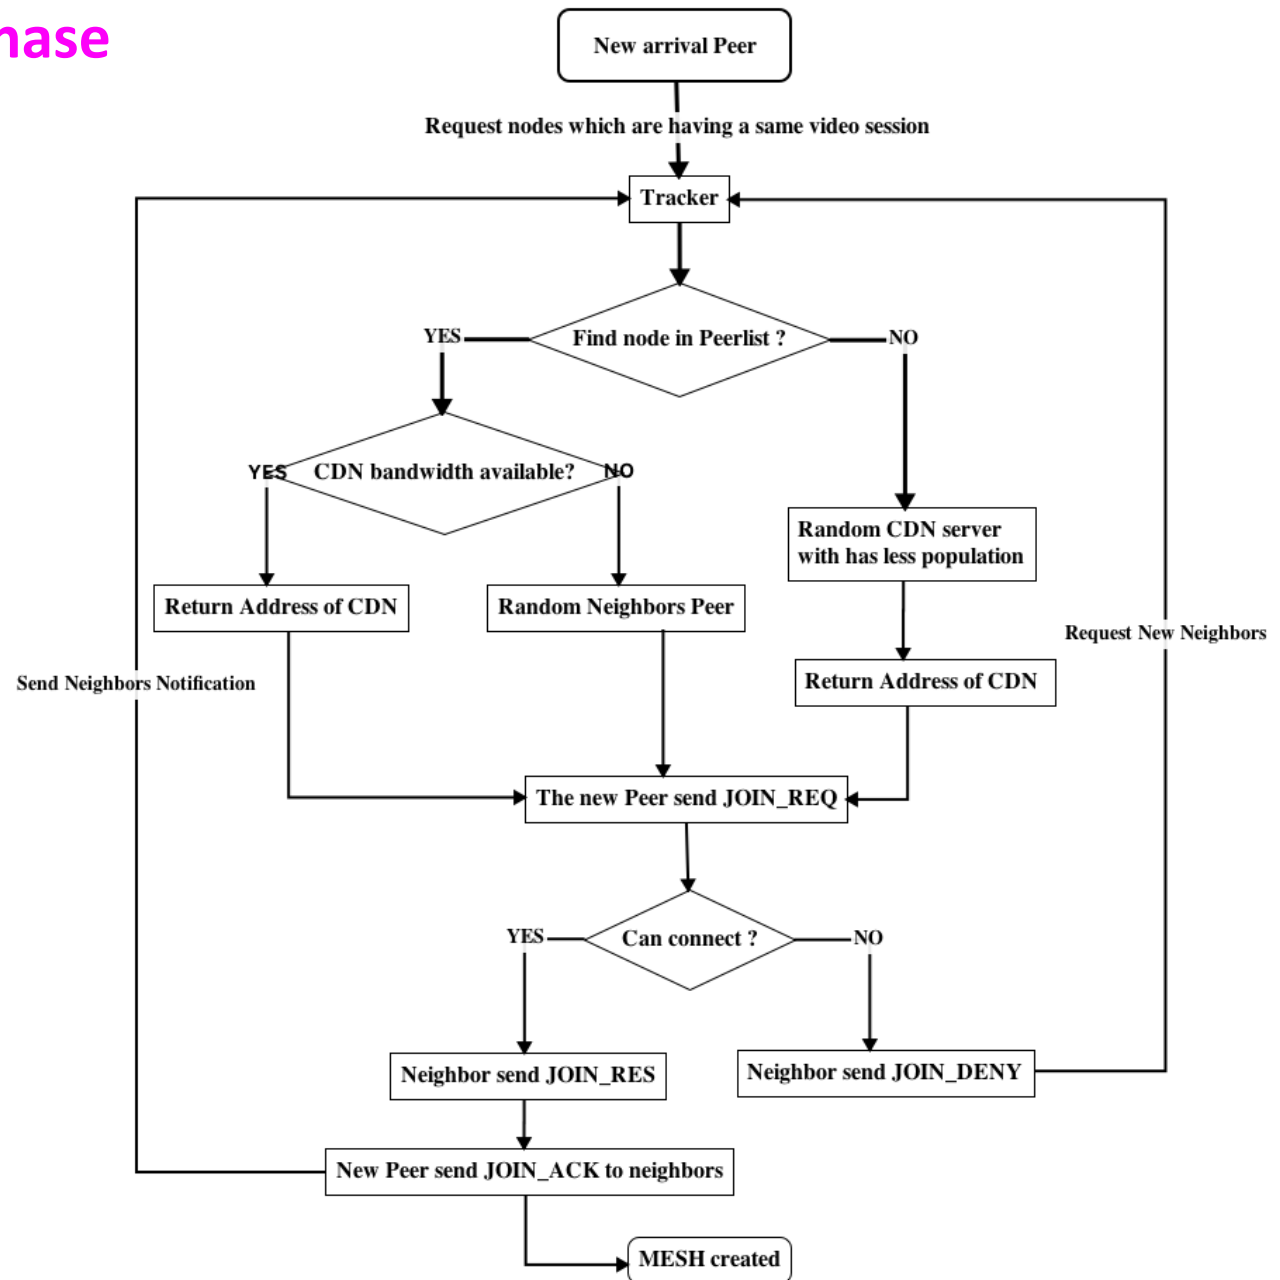 hase
New arrival Peer
Request nodes which are having a same video session
Tracker
Find node in Peerlist ?
YES
NO
CDN bandwidth available?
YES
NO
Random CDN server
with has less population
Return Address of CDN
Random Neighbors Peer
Request New Neighbors
Send Neighbors Notification
Return Address of CDN
The new Peer send JOIN_REQ
Can connect ?
YES
NO
Neighbor send JOIN_RES
Neighbor send JOIN_DENY
New Peer send JOIN_ACK to neighbors
MESH created